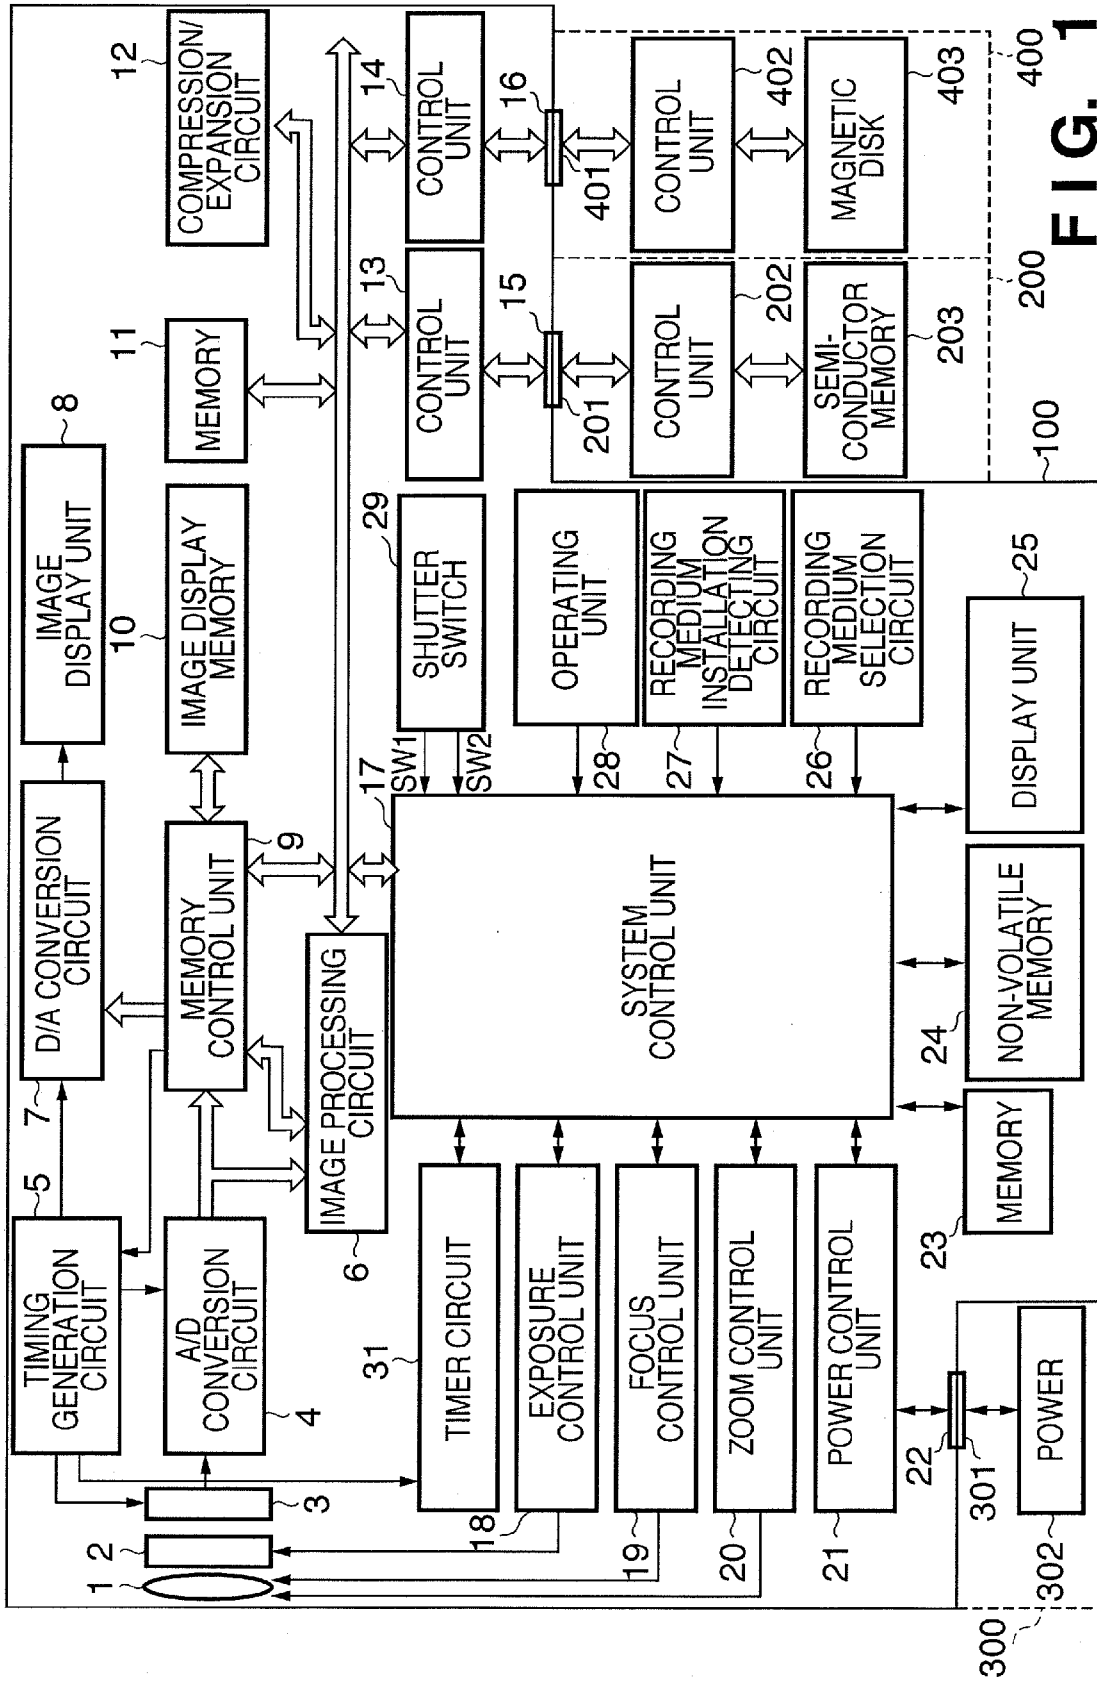 5
TIMING
GENERATION
CIRCUIT
7
D/A CONVERSION
CIRCUIT
IMAGE
DISPLAY UNIT
8
1
2
3
4
A/D
CONVERSION
CIRCUIT
MEMORY
CONTROL UNIT
9
10
IMAGE DISPLAY
MEMORY
11
MEMORY
12
COMPRESSION/
EXPANSION
CIRCUIT
6
IMAGE PROCESSING
CIRCUIT
31
TIMER CIRCUIT
18
EXPOSURE
CONTROL UNIT
19
FOCUS
CONTROL UNIT
20
ZOOM CONTROL
UNIT
21
POWER CONTROL
UNIT
17
SYSTEM
CONTROL UNIT
SW1
SW2
29
SHUTTER
SWITCH
28
OPERATING
UNIT
27
RECORDING
MEDIUM
INSTALLATION
DETECTING
CIRCUIT
26
RECORDING
MEDIUM
SELECTION
CIRCUIT
13
CONTROL
UNIT
14
CONTROL
UNIT
15
201
16
401
CONTROL
UNIT
202
CONTROL
UNIT
402
SEMI-
CONDUCTOR
MEMORY
203
MAGNETIC
DISK
403
200
400
100
22
301
300
302
POWER
23
MEMORY
24
NON-VOLATILE
MEMORY
25
DISPLAY UNIT
FIG. 1